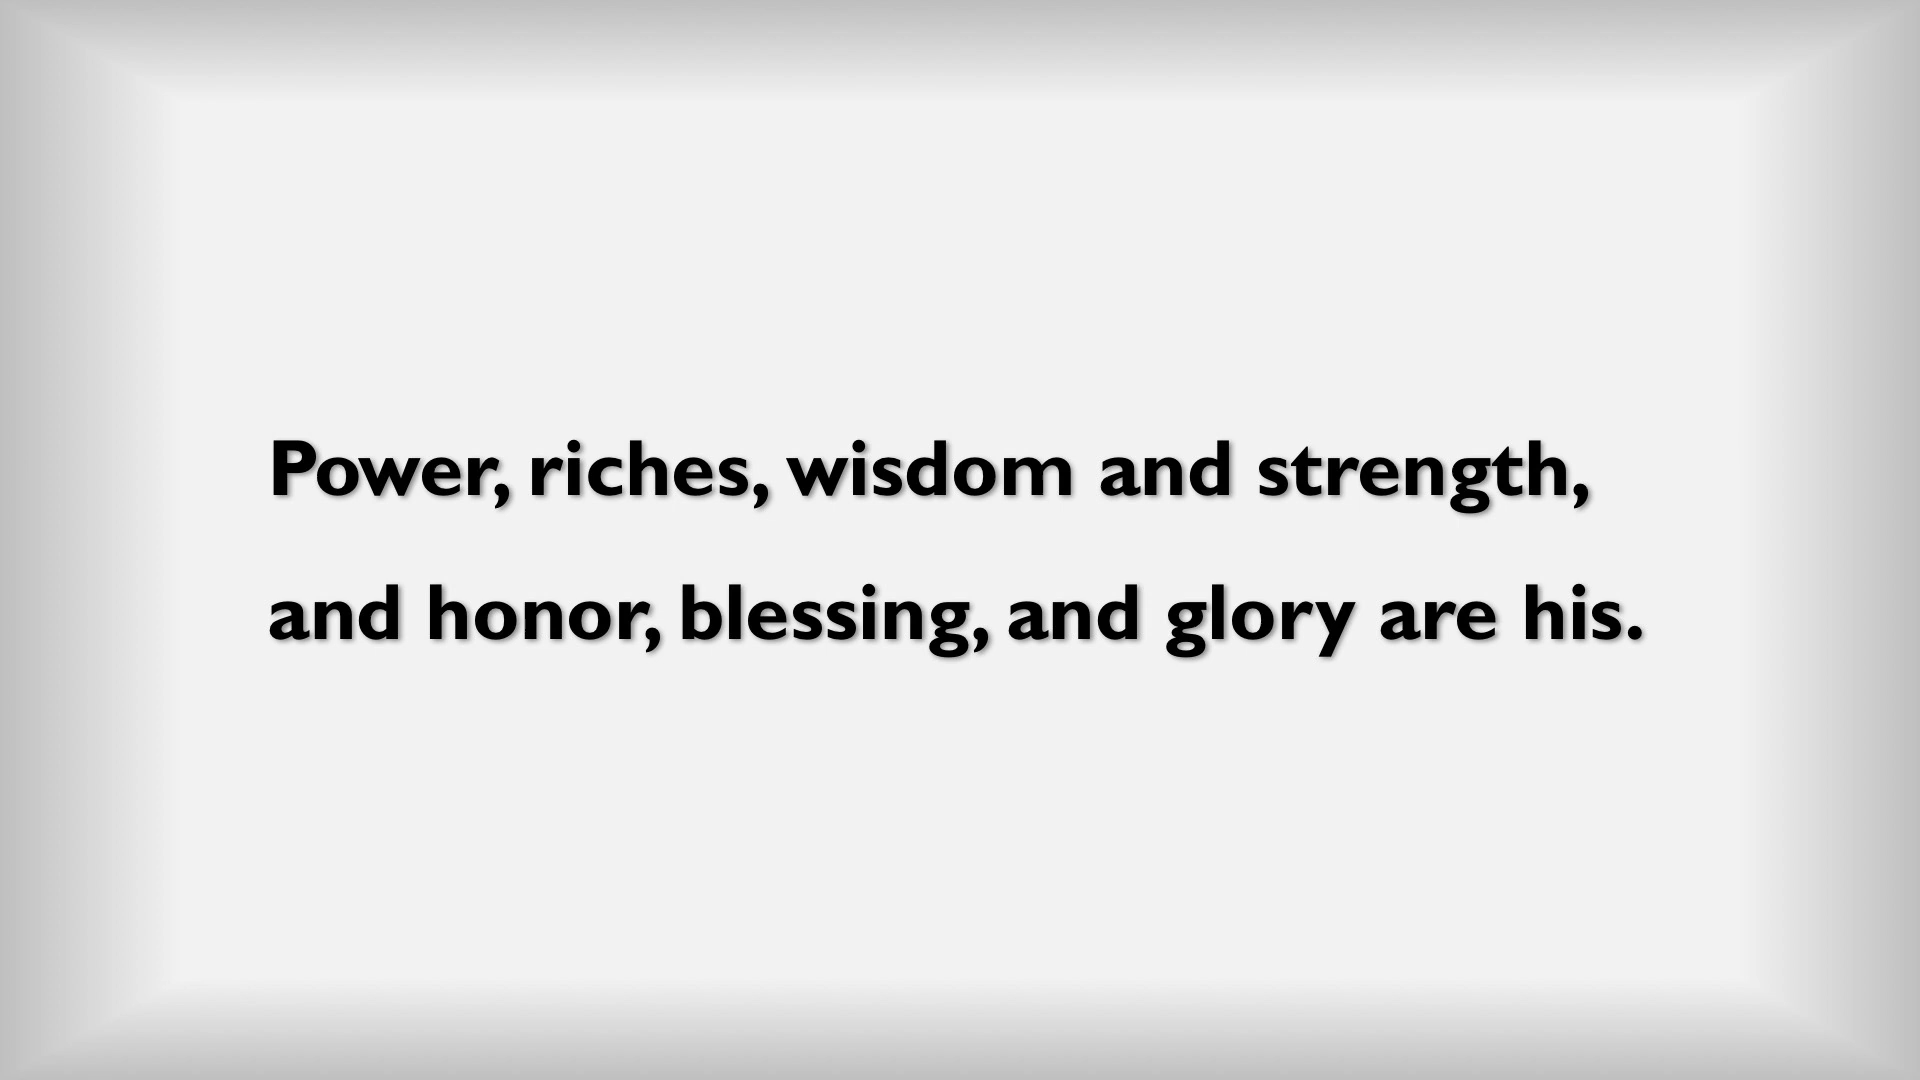 Power, riches, wisdom and strength,
and honor, blessing, and glory are his.